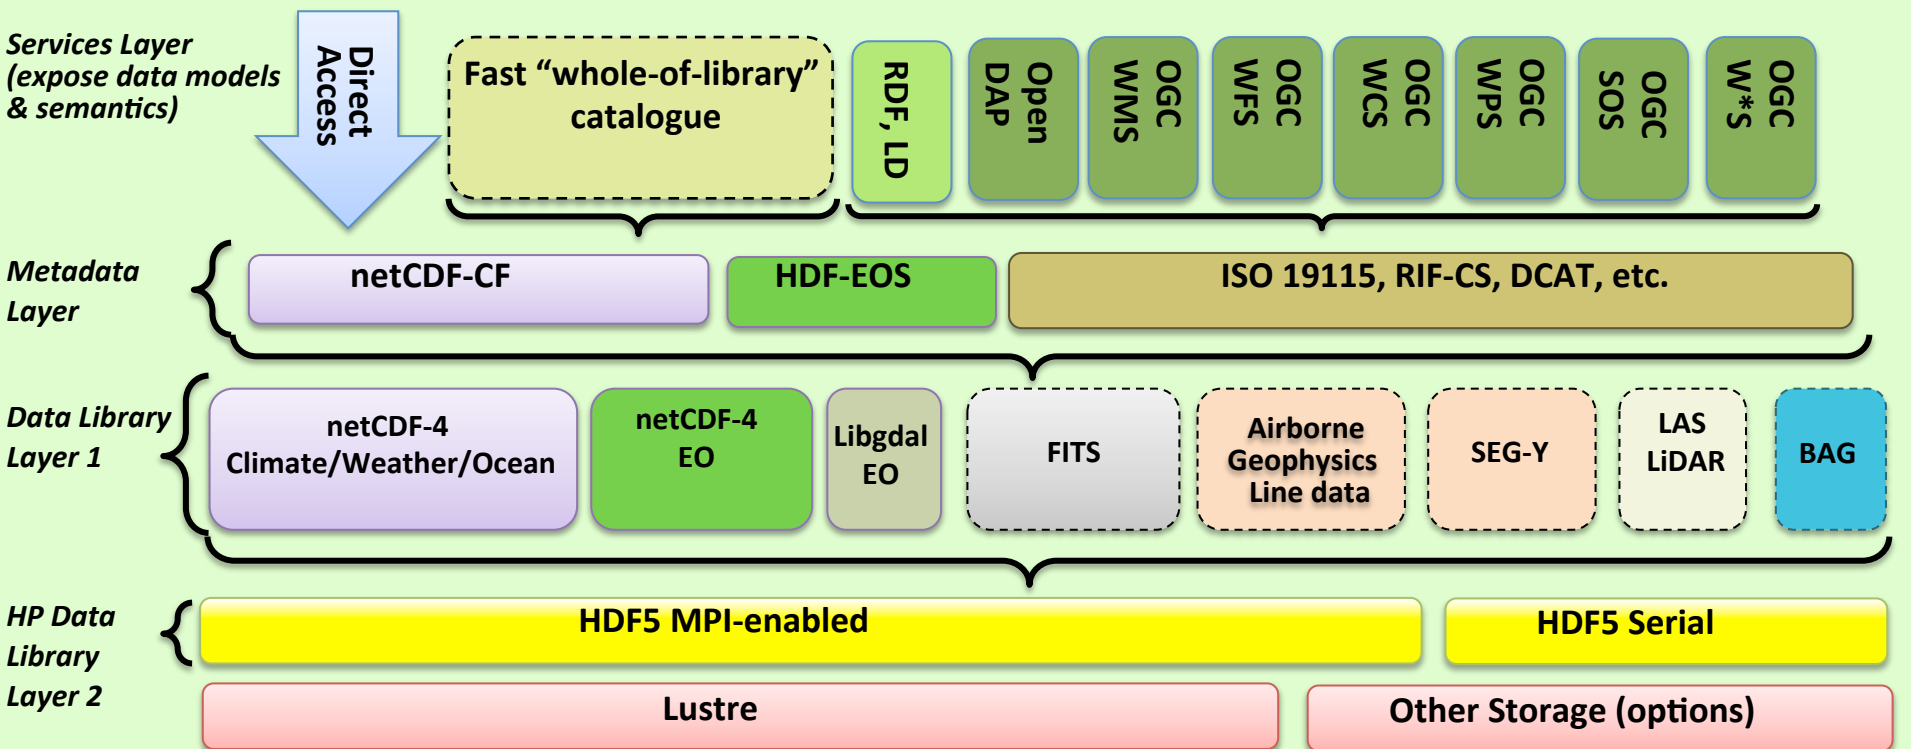 Services Layer
(expose data models
& semantics)
Direct
Access
Fast “whole-of-library”
catalogue
RDF, LD
Open
DAP
OGC
WMS
OGC
WFS
OGC
WCS
OGC
WPS
OGC
SOS
OGC
W*S
Metadata
Layer
netCDF-CF
HDF-EOS
ISO 19115, RIF-CS, DCAT, etc.
Data Library
Layer 1
netCDF-4
Climate/Weather/Ocean
netCDF-4
EO
Libgdal
EO
FITS
Airborne
Geophysics
Line data
SEG-Y
LAS
LiDAR
BAG
HP Data
Library
Layer 2
HDF5 MPI-enabled
HDF5 Serial
Lustre
Other Storage (options)